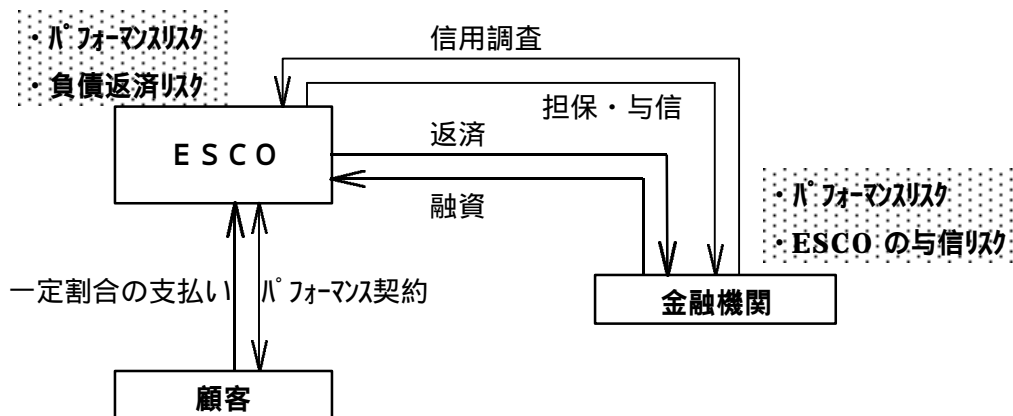 ・ﾊﾟﾌｫｰﾏﾝｽﾘｽｸ
・負債返済ﾘｽｸ
信用調査
担保・与信
ＥＳＣＯ
返済
融資
・ﾊﾟﾌｫｰﾏﾝｽﾘｽｸ
・ESCO の与信ﾘｽｸ
一定割合の支払い
ﾊﾟﾌｫｰﾏﾝｽ契約
金融機関
顧客